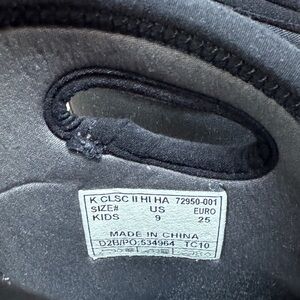 K CLSC II HI HA 72950-001
SIZE# US EURO
KIDS 9 25
MADE IN CHINA
D2B/PO:534964 TC10